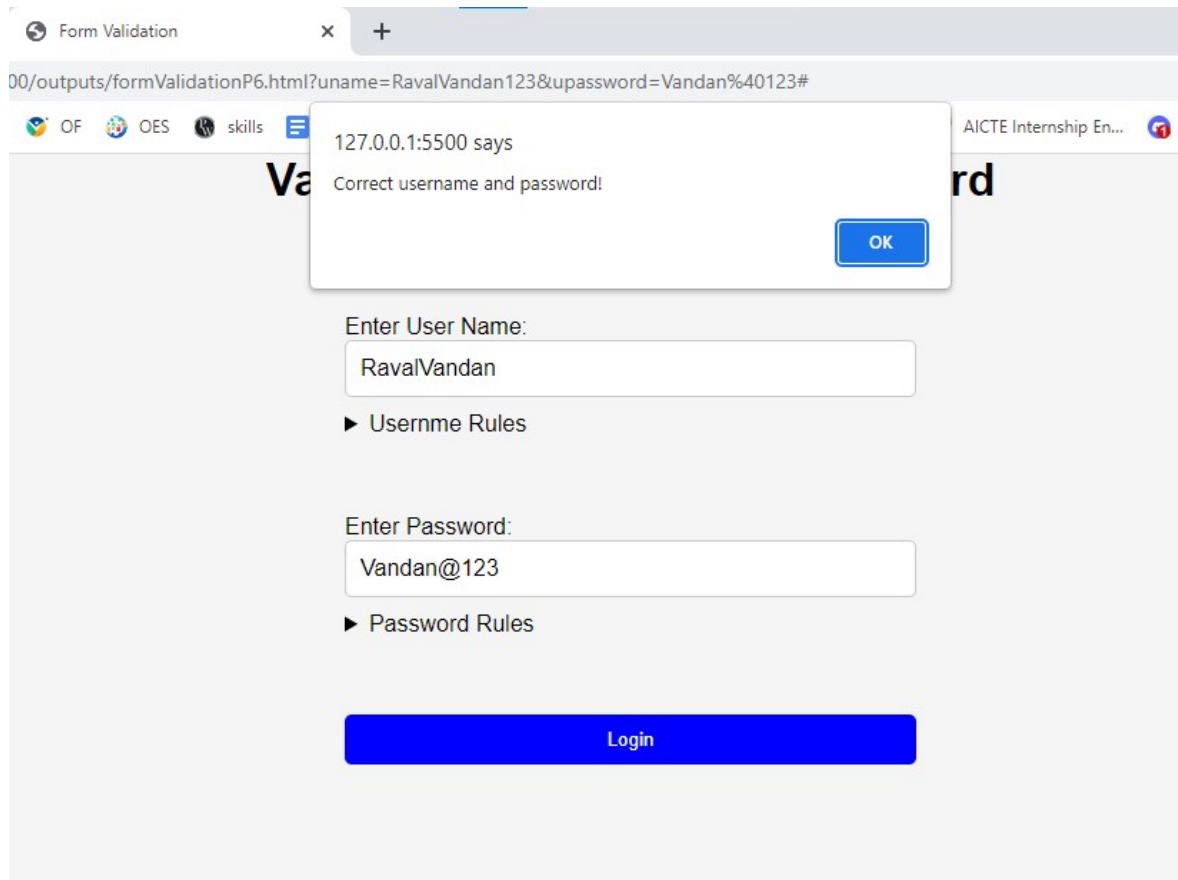 Form Validation
00/outputs/formValidationP6.html?uname=RavalVandan123&upassword=Vandan%40123#
OF OES skills AICTE Internship En... 1
127.0.0.1:5500 says
Correct username and password!
OK
Va rd
Enter User Name:
RavalVandan
Usernme Rules
Enter Password:
Vandan@123
Password Rules
Login